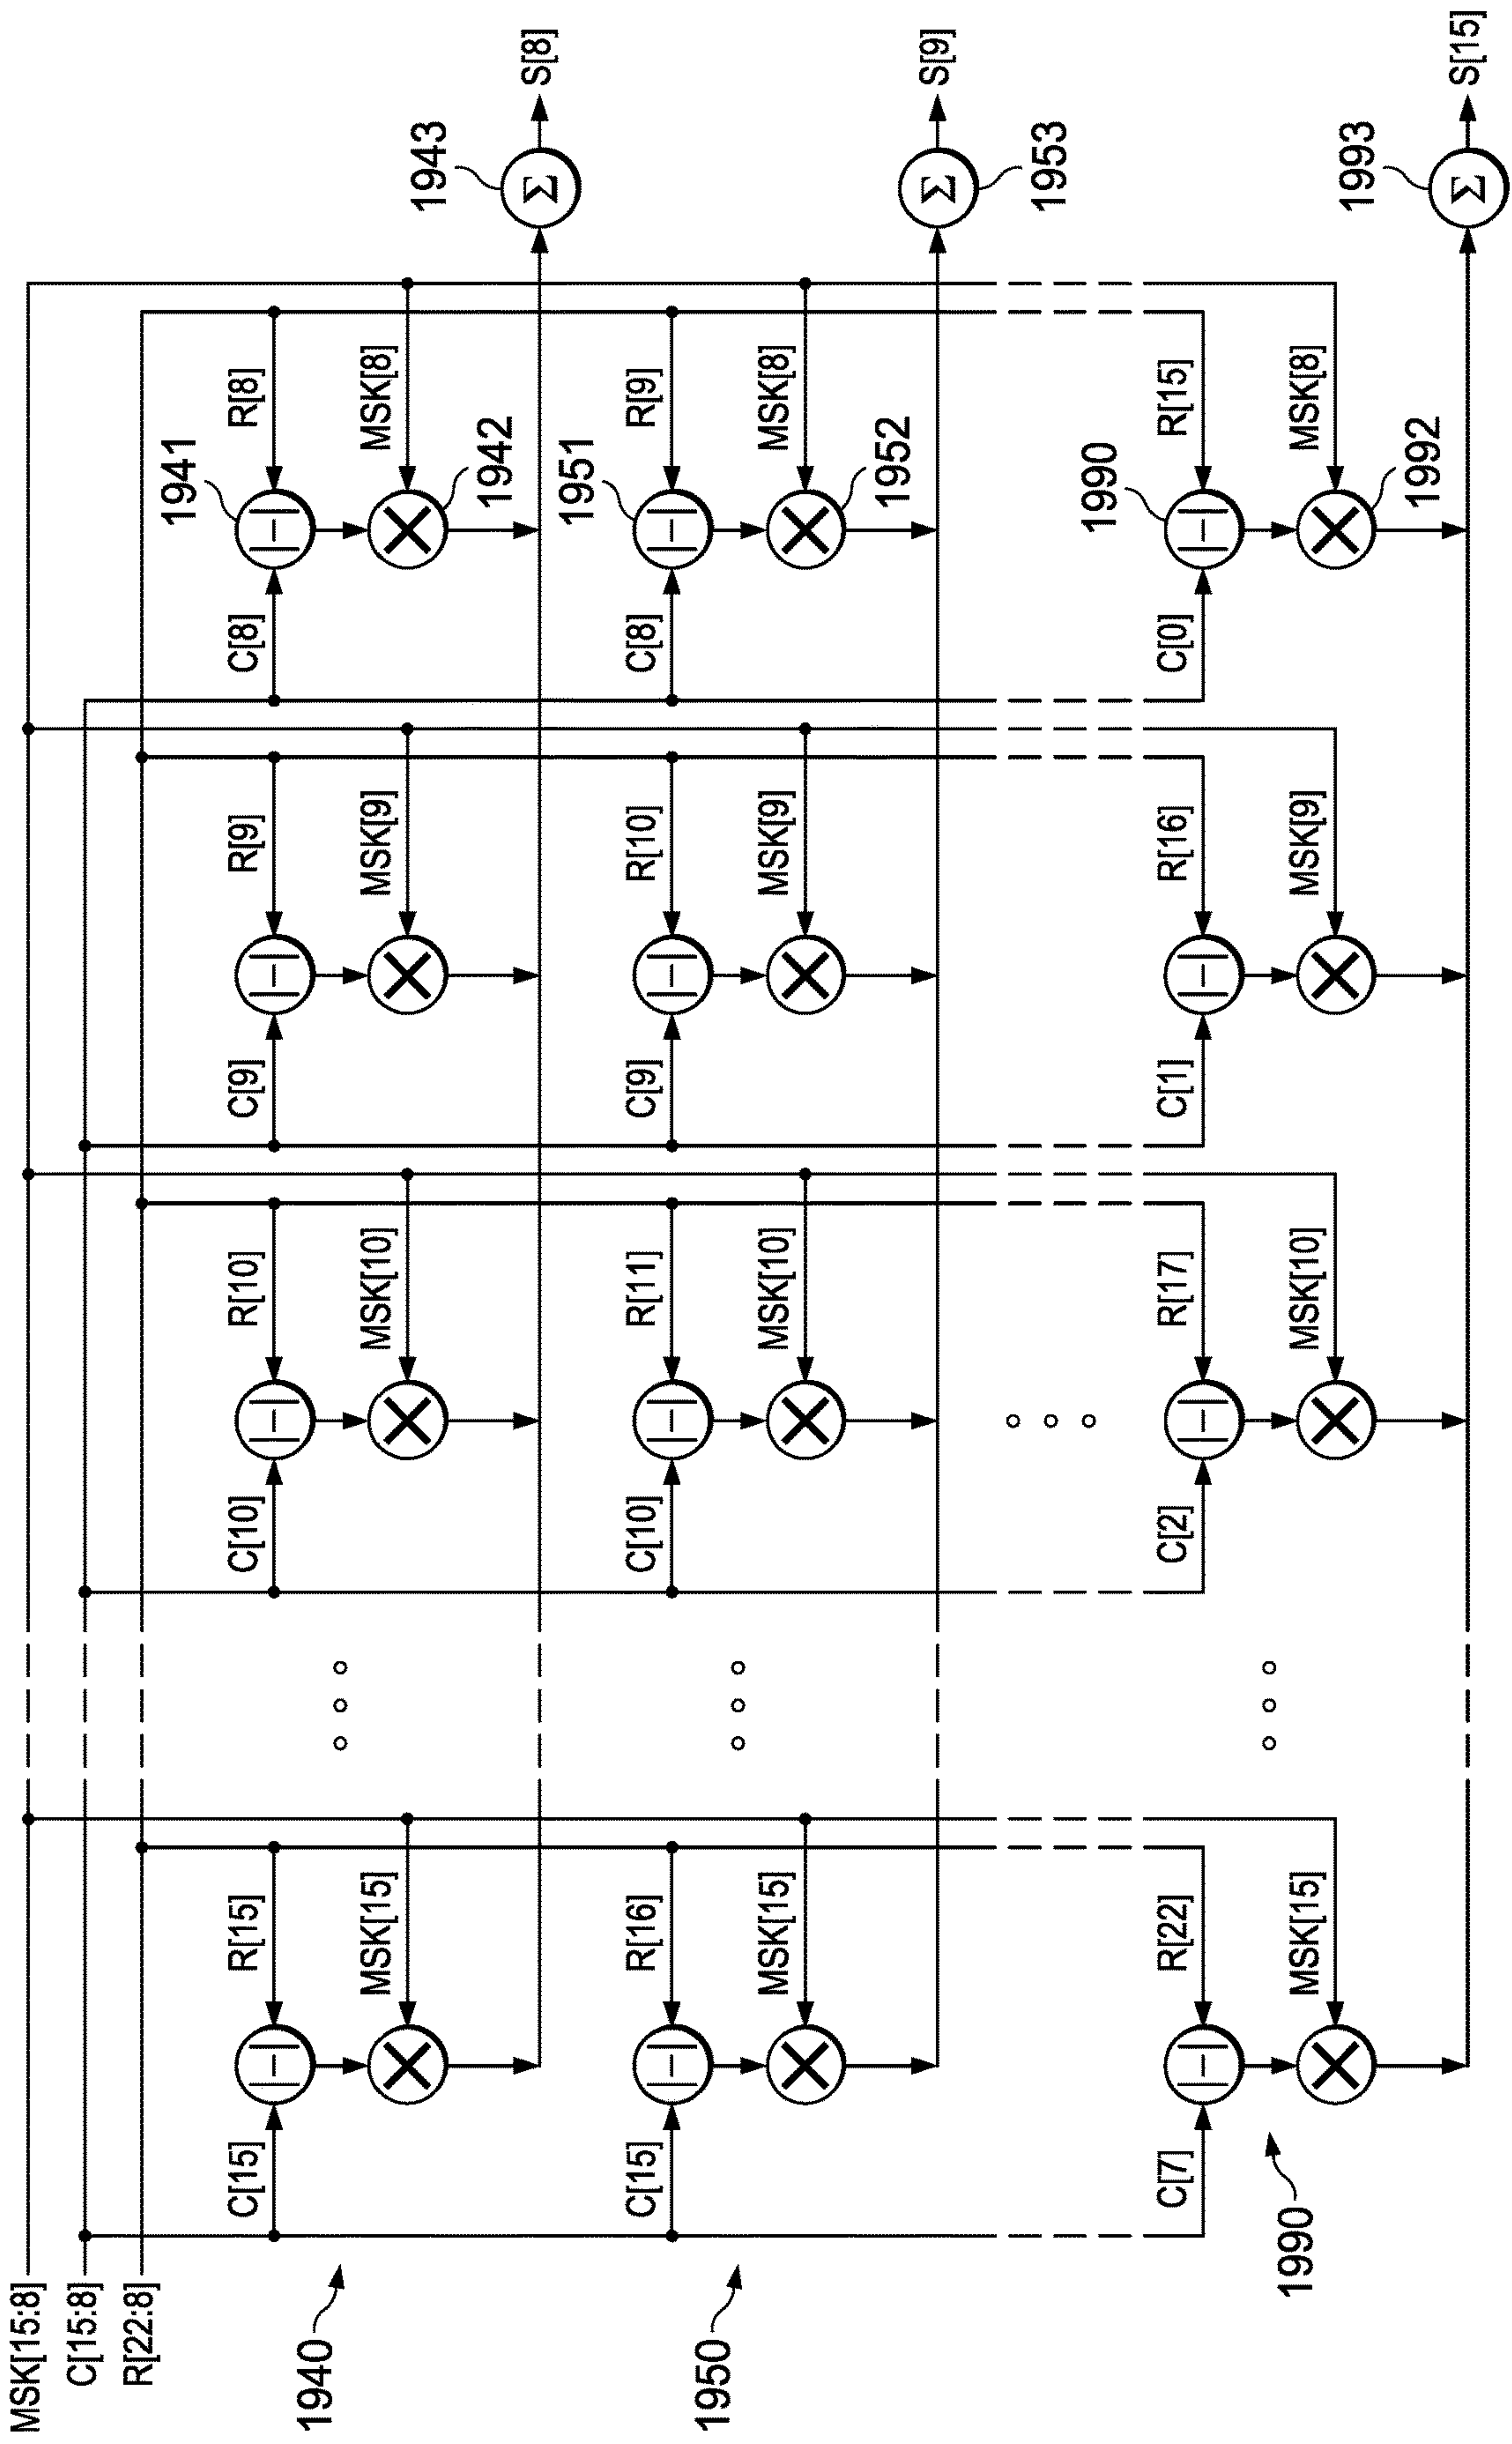 MSK[15:8]
C[15:8]
R[22:8]
1940
C[15]
R[15]
MSK[15]
C[10]
R[10]
MSK[10]
C[9]
R[9]
MSK[9]
C[8]
1941
R[8]
MSK[8]
1942
1943
Σ
S[8]
1950
C[15]
R[16]
MSK[15]
C[10]
R[11]
MSK[10]
C[9]
R[10]
MSK[9]
C[8]
1951
R[9]
MSK[8]
1952
Σ
1953
S[9]
1990
C[7]
R[22]
MSK[15]
C[2]
R[17]
MSK[10]
C[1]
R[16]
MSK[9]
C[0]
1990
R[15]
MSK[8]
1992
1993
Σ
S[15]